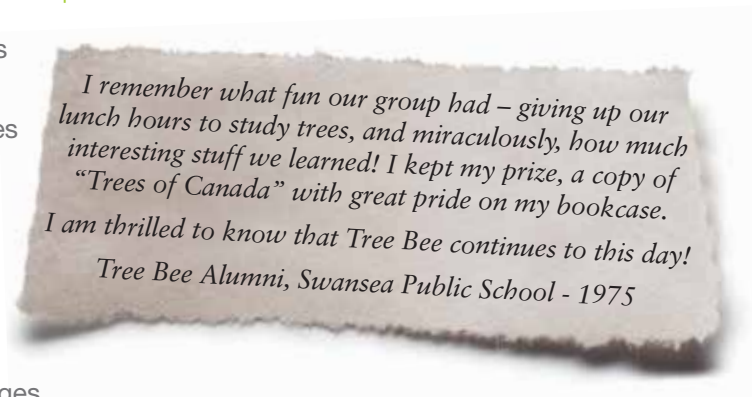 s
es
I remember what fun our group had – giving up our
lunch hours to study trees, and miraculously, how much
interesting stuff we learned! I kept my prize, a copy of
“Trees of Canada” with great pride on my bookcase.
I am thrilled to know that Tree Bee continues to this day!
Tree Bee Alumni, Swansea Public School - 1975